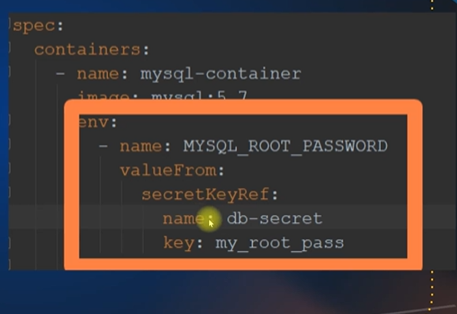 spec:
containers:
- name: mysql-container
image: mysql:5.7
env:
- name: MYSQL_ROOT_PASSWORD
valueFrom:
secretKeyRef:
name: db-secret
key: my_root_pass